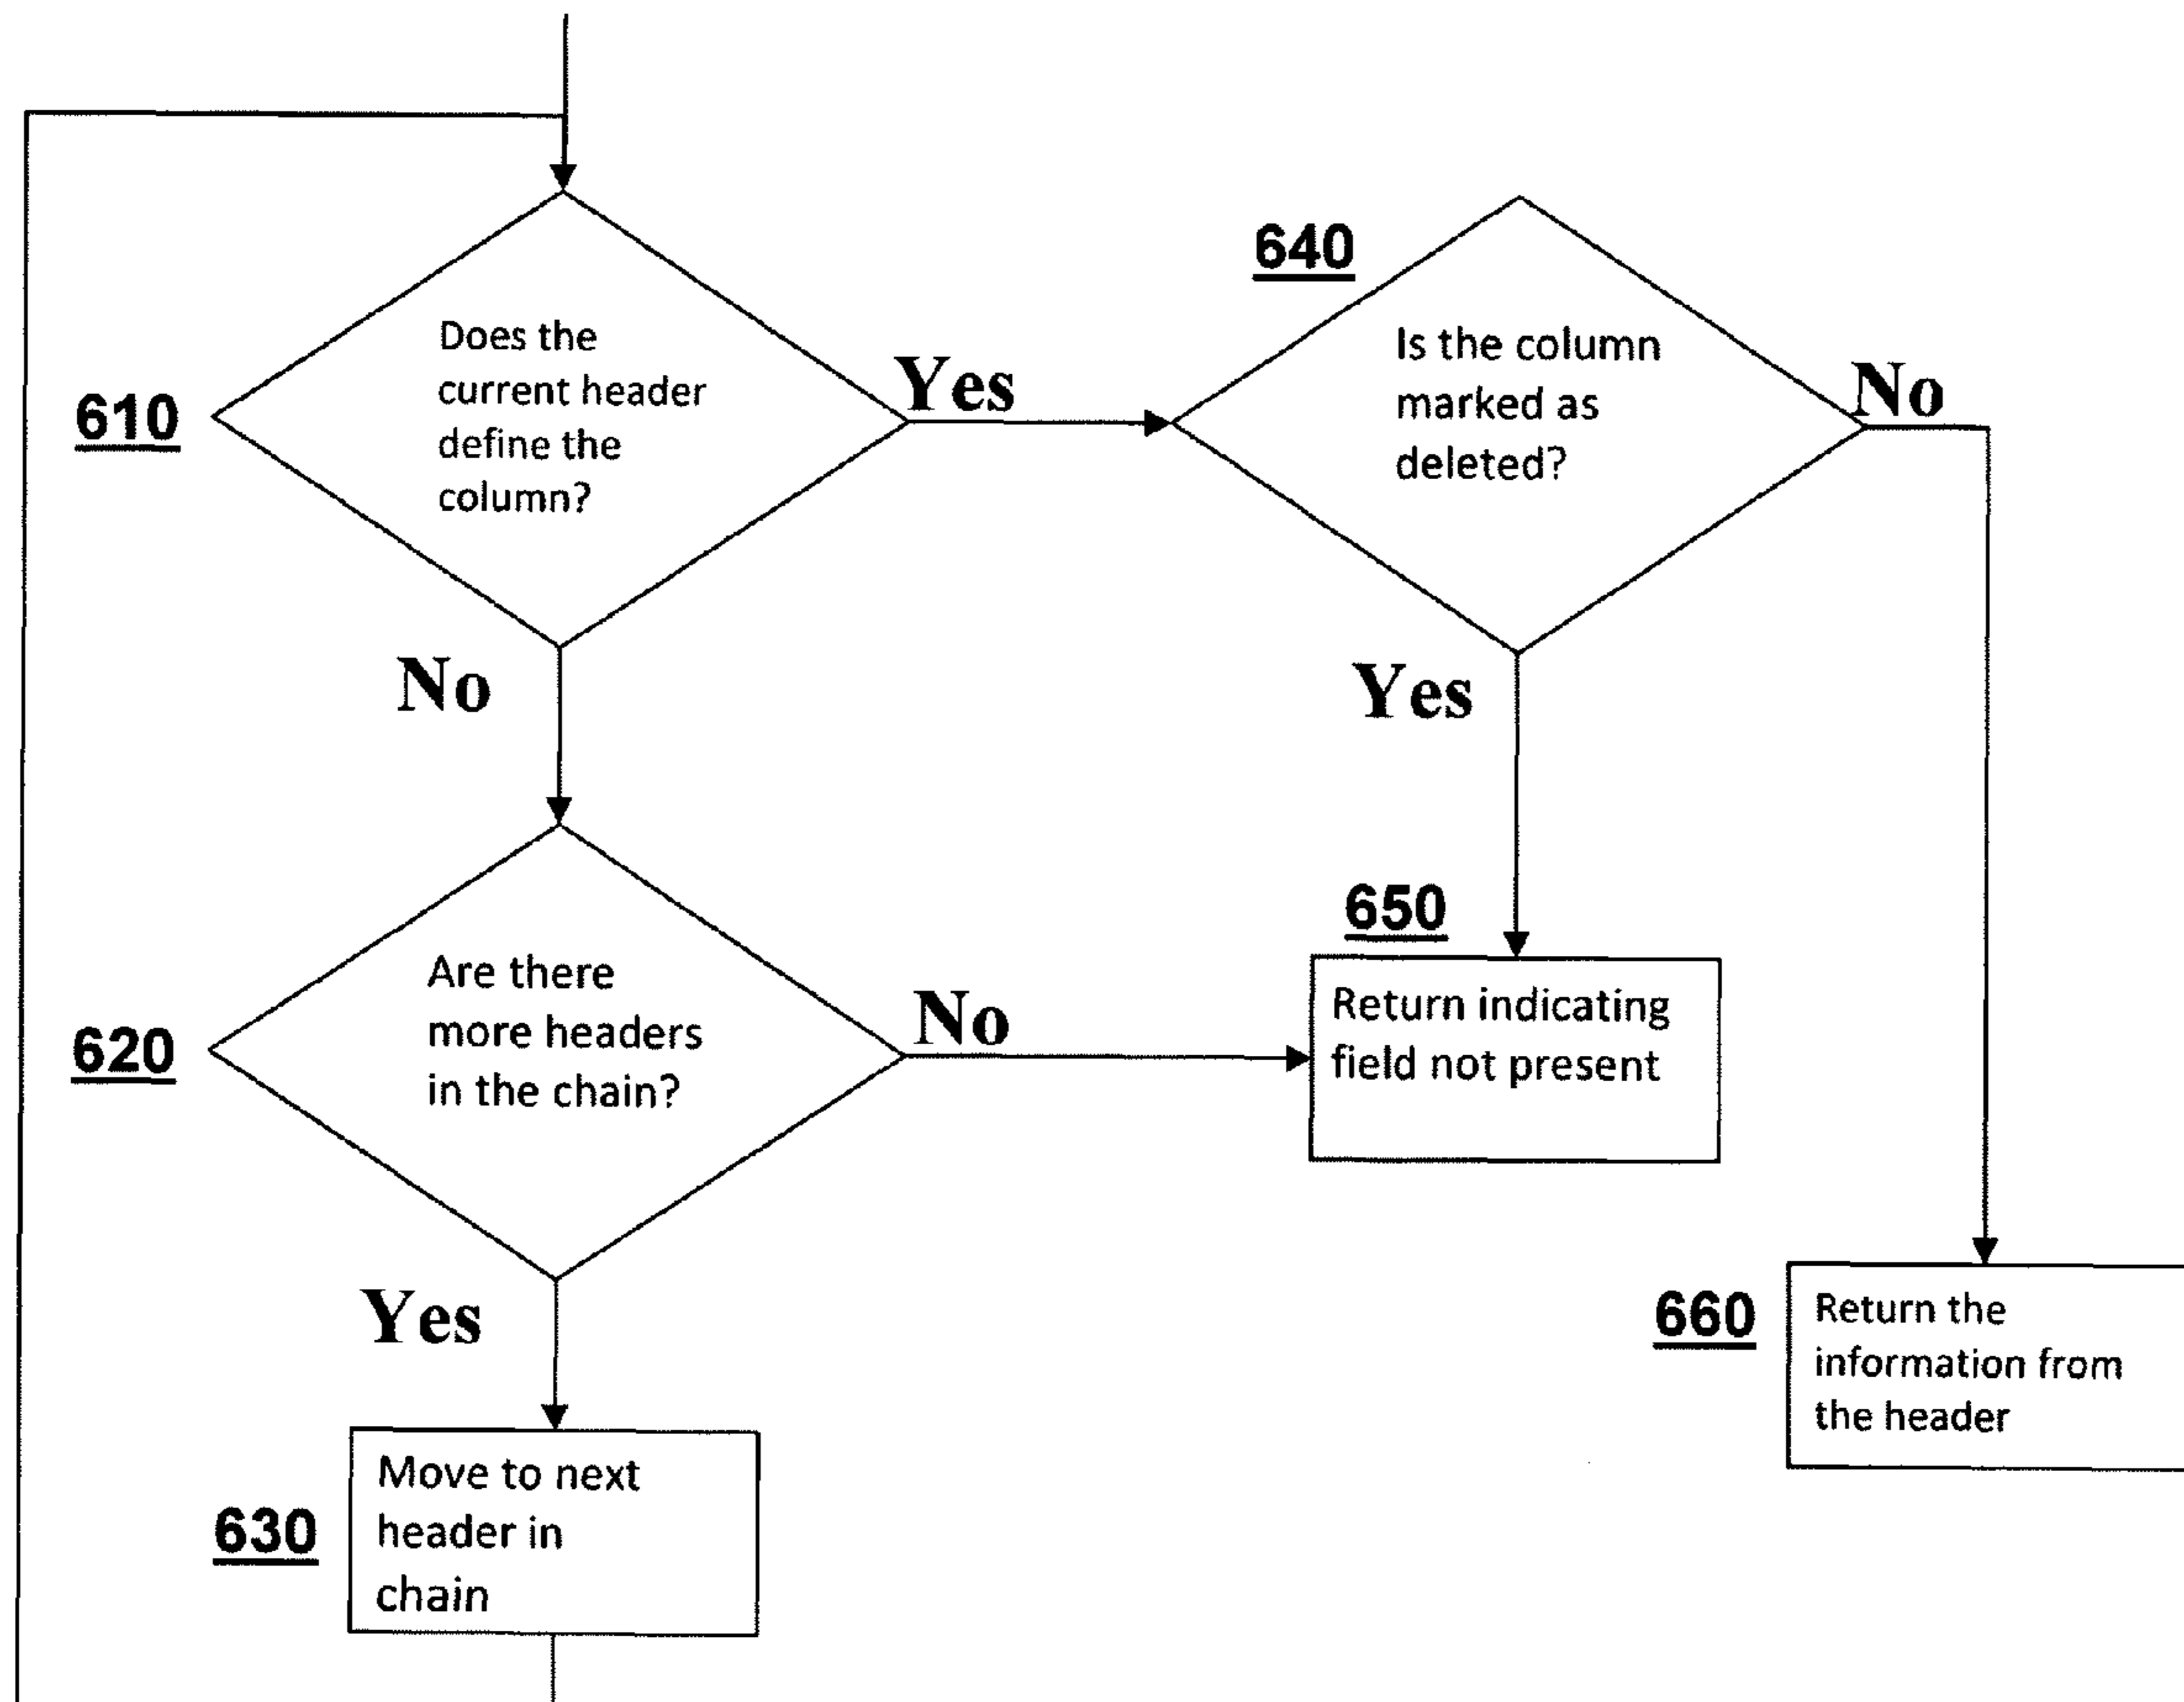 610
Does the
current header
define the
column?
Yes
640
Is the column
marked as
deleted?
No
No
Yes
620
Are there
more headers
in the chain?
No
650
Return indicating
field not present
Yes
660
Return the
information from
the header
630
Move to next
header in
chain